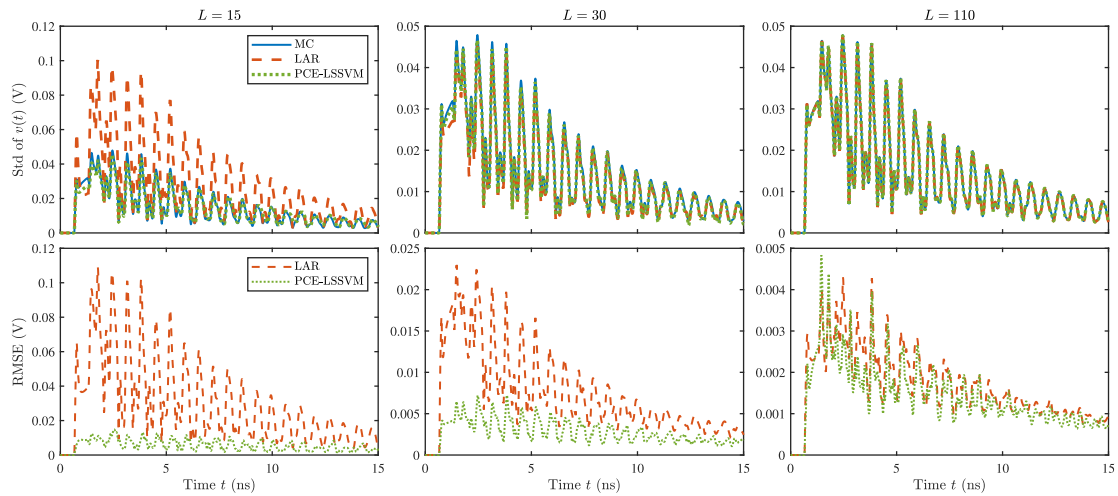 L = 15
L = 30
L = 110
Std of v(t) (V)
0.12
0.1
0.08
0.06
0.04
0.02
0
MC
LAR
PCE-LSSVM
0.05
0.04
0.03
0.02
0.01
0
0.05
0.04
0.03
0.02
0.01
0
RMSE (V)
0.12
0.1
0.08
0.06
0.04
0.02
0
LAR
PCE-LSSVM
0.025
0.02
0.015
0.01
0.005
0
0.005
0.004
0.003
0.002
0.001
0
0 5 10 15
0 5 10 15
0 5 10 15
Time t (ns)
Time t (ns)
Time t (ns)